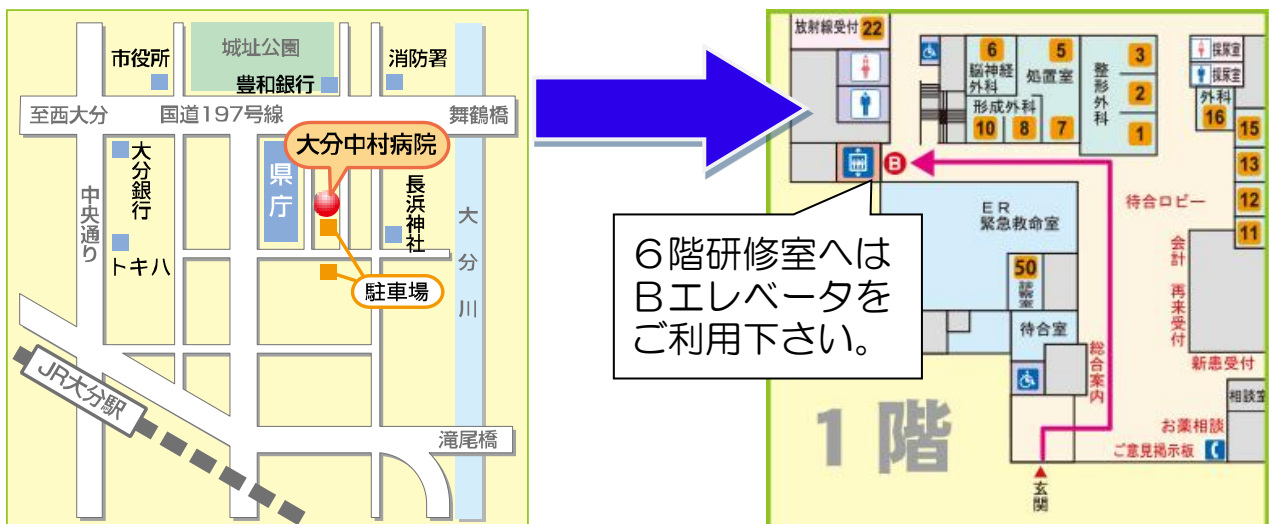 城址公園
市役所
消防署
豊和銀行
至西大分
国道197号線
舞鶴橋
大分中村病院
大分銀行
県庁
長浜神社
中央通り
大分川
トキハ
駐車場
JR大分駅
滝尾橋
放射線受付 22
6
脳神経
外科
5
処置室
整形外科
3
2
1
形成外科
10
8
7
採尿室
採尿室
外科
16
15
13
12
11
B
待合ロビー
ER
緊急救命室
50
診察室
待合室
総合案内
会計
再来受付
新患受付
相談室
お薬相談
ご意見掲示板
玄関
1階
6階研修室へは
Bエレベータを
ご利用下さい。